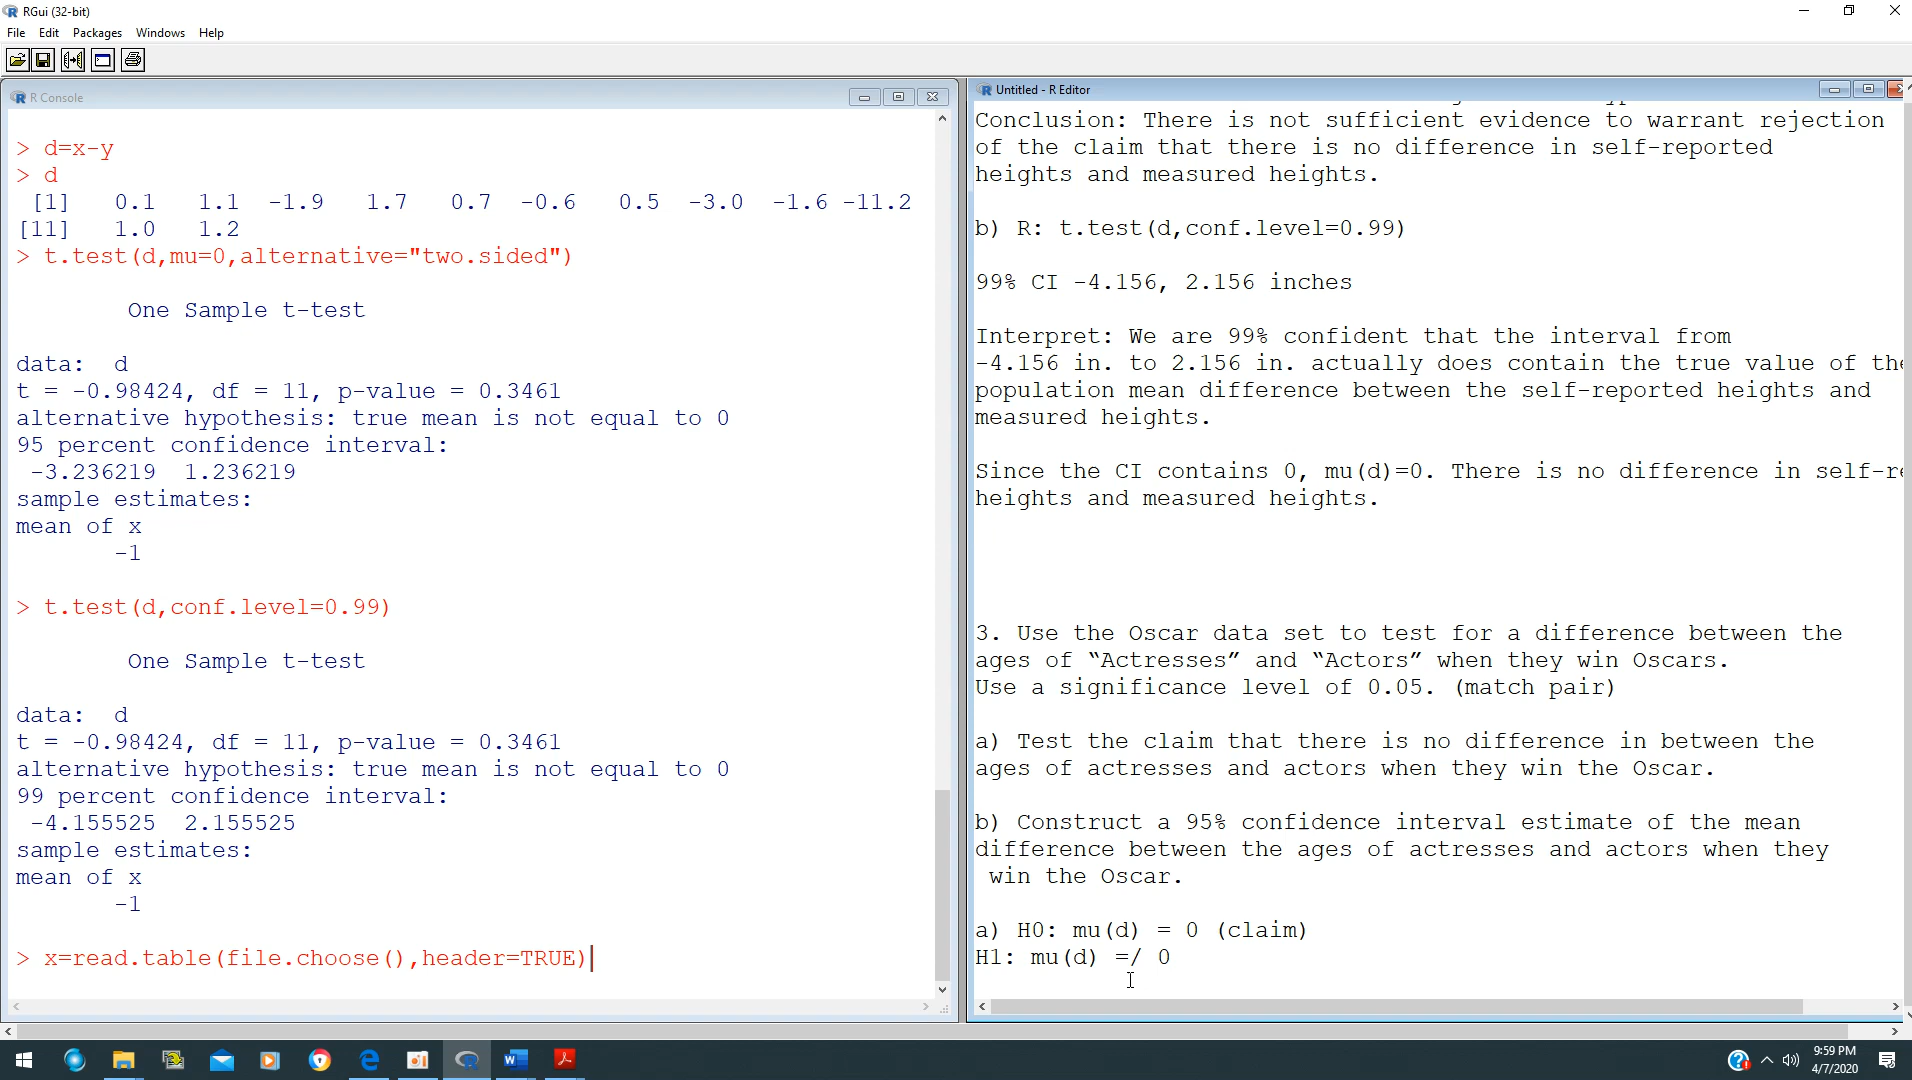 RGui (32-bit)
File Edit Packages Windows Help
R Console
> d=x-y
> d
[1] 0.1 1.1 -1.9 1.7 0.7 -0.6 0.5 -3.0 -1.6 -11.2
[11] 1.0 1.2
> t.test(d,mu=0,alternative="two.sided")
One Sample t-test
data: d
t = -0.98424, df = 11, p-value = 0.3461
alternative hypothesis: true mean is not equal to 0
95 percent confidence interval:
-3.236219 1.236219
sample estimates:
mean of x
-1
> t.test(d,conf.level=0.99)
One Sample t-test
data: d
t = -0.98424, df = 11, p-value = 0.3461
alternative hypothesis: true mean is not equal to 0
99 percent confidence interval:
-4.155525 2.155525
sample estimates:
mean of x
-1
> x=read.table(file.choose(),header=TRUE)
Untitled - R Editor
Conclusion: There is not sufficient evidence to warrant rejection
of the claim that there is no difference in self-reported
heights and measured heights.
b) R: t.test(d,conf.level=0.99)
99% CI -4.156, 2.156 inches
Interpret: We are 99% confident that the interval from
-4.156 in. to 2.156 in. actually does contain the true value of the
population mean difference between the self-reported heights and
measured heights.
Since the CI contains 0, mu(d)=0. There is no difference in self-re
heights and measured heights.
3. Use the Oscar data set to test for a difference between the
ages of “Actresses” and “Actors” when they win Oscars.
Use a significance level of 0.05. (match pair)
a) Test the claim that there is no difference in between the
ages of actresses and actors when they win the Oscar.
b) Construct a 95% confidence interval estimate of the mean
difference between the ages of actresses and actors when they
win the Oscar.
a) H0: mu(d) = 0 (claim)
H1: mu(d) =/ 0
9:59 PM
4/7/2020